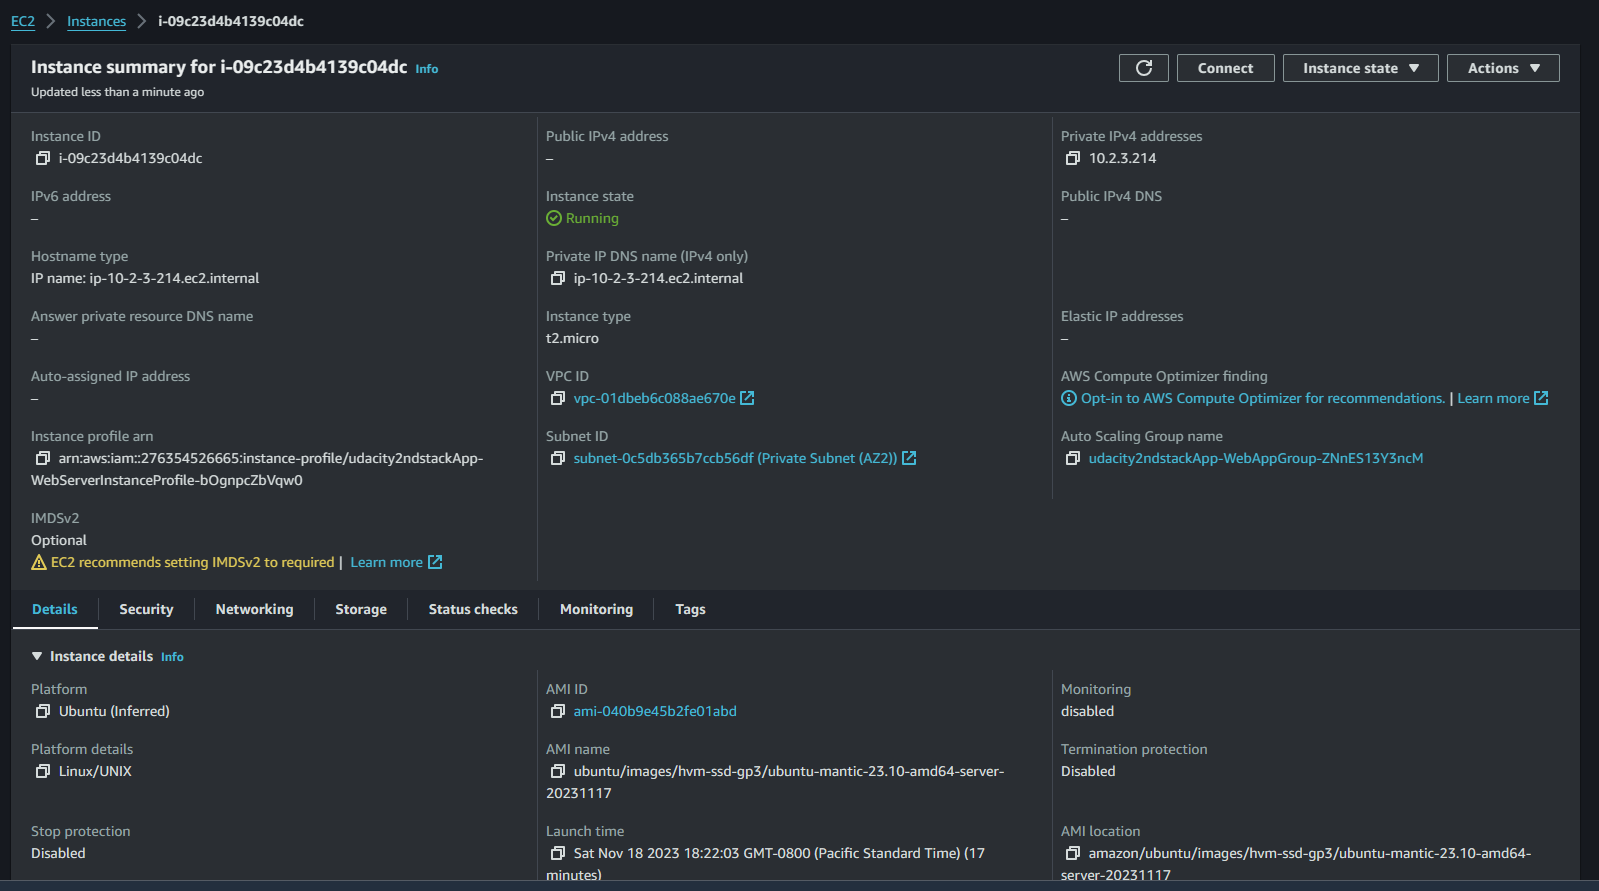 EC2 > Instances > i-09c23d4b4139c04dc
Instance summary for i-09c23d4b4139c04dc Info
Updated less than a minute ago
Connect
Instance state
Actions
Instance ID
i-09c23d4b4139c04dc
Public IPv4 address
–
Private IPv4 addresses
10.2.3.214
IPv6 address
–
Instance state
Running
Public IPv4 DNS
–
Hostname type
IP name: ip-10-2-3-214.ec2.internal
Private IP DNS name (IPv4 only)
ip-10-2-3-214.ec2.internal
Answer private resource DNS name
–
Instance type
t2.micro
Elastic IP addresses
–
Auto-assigned IP address
–
VPC ID
vpc-01dbeb6c088ae670e
AWS Compute Optimizer finding
Opt-in to AWS Compute Optimizer for recommendations. | Learn more
Instance profile arn
arn:aws:iam::276354526665:instance-profile/udacity2ndstackApp-
WebServerInstanceProfile-bOgnpcZbVqw0
Subnet ID
subnet-0c5db365b7ccb56df (Private Subnet (AZ2))
Auto Scaling Group name
udacity2ndstackApp-WebAppGroup-ZNnES13Y3ncM
IMDSv2
Optional
EC2 recommends setting IMDSv2 to required | Learn more
Details
Security
Networking
Storage
Status checks
Monitoring
Tags
Instance details Info
Platform
Ubuntu (Inferred)
AMI ID
ami-040b9e45b2fe01abd
Monitoring
disabled
Platform details
Linux/UNIX
AMI name
ubuntu/images/hvm-ssd-gp3/ubuntu-mantic-23.10-amd64-server-
20231117
Termination protection
Disabled
Stop protection
Disabled
Launch time
Sat Nov 18 2023 18:22:03 GMT-0800 (Pacific Standard Time) (17
minutes)
AMI location
amazon/ubuntu/images/hvm-ssd-gp3/ubuntu-mantic-23.10-amd64-
server-20231117